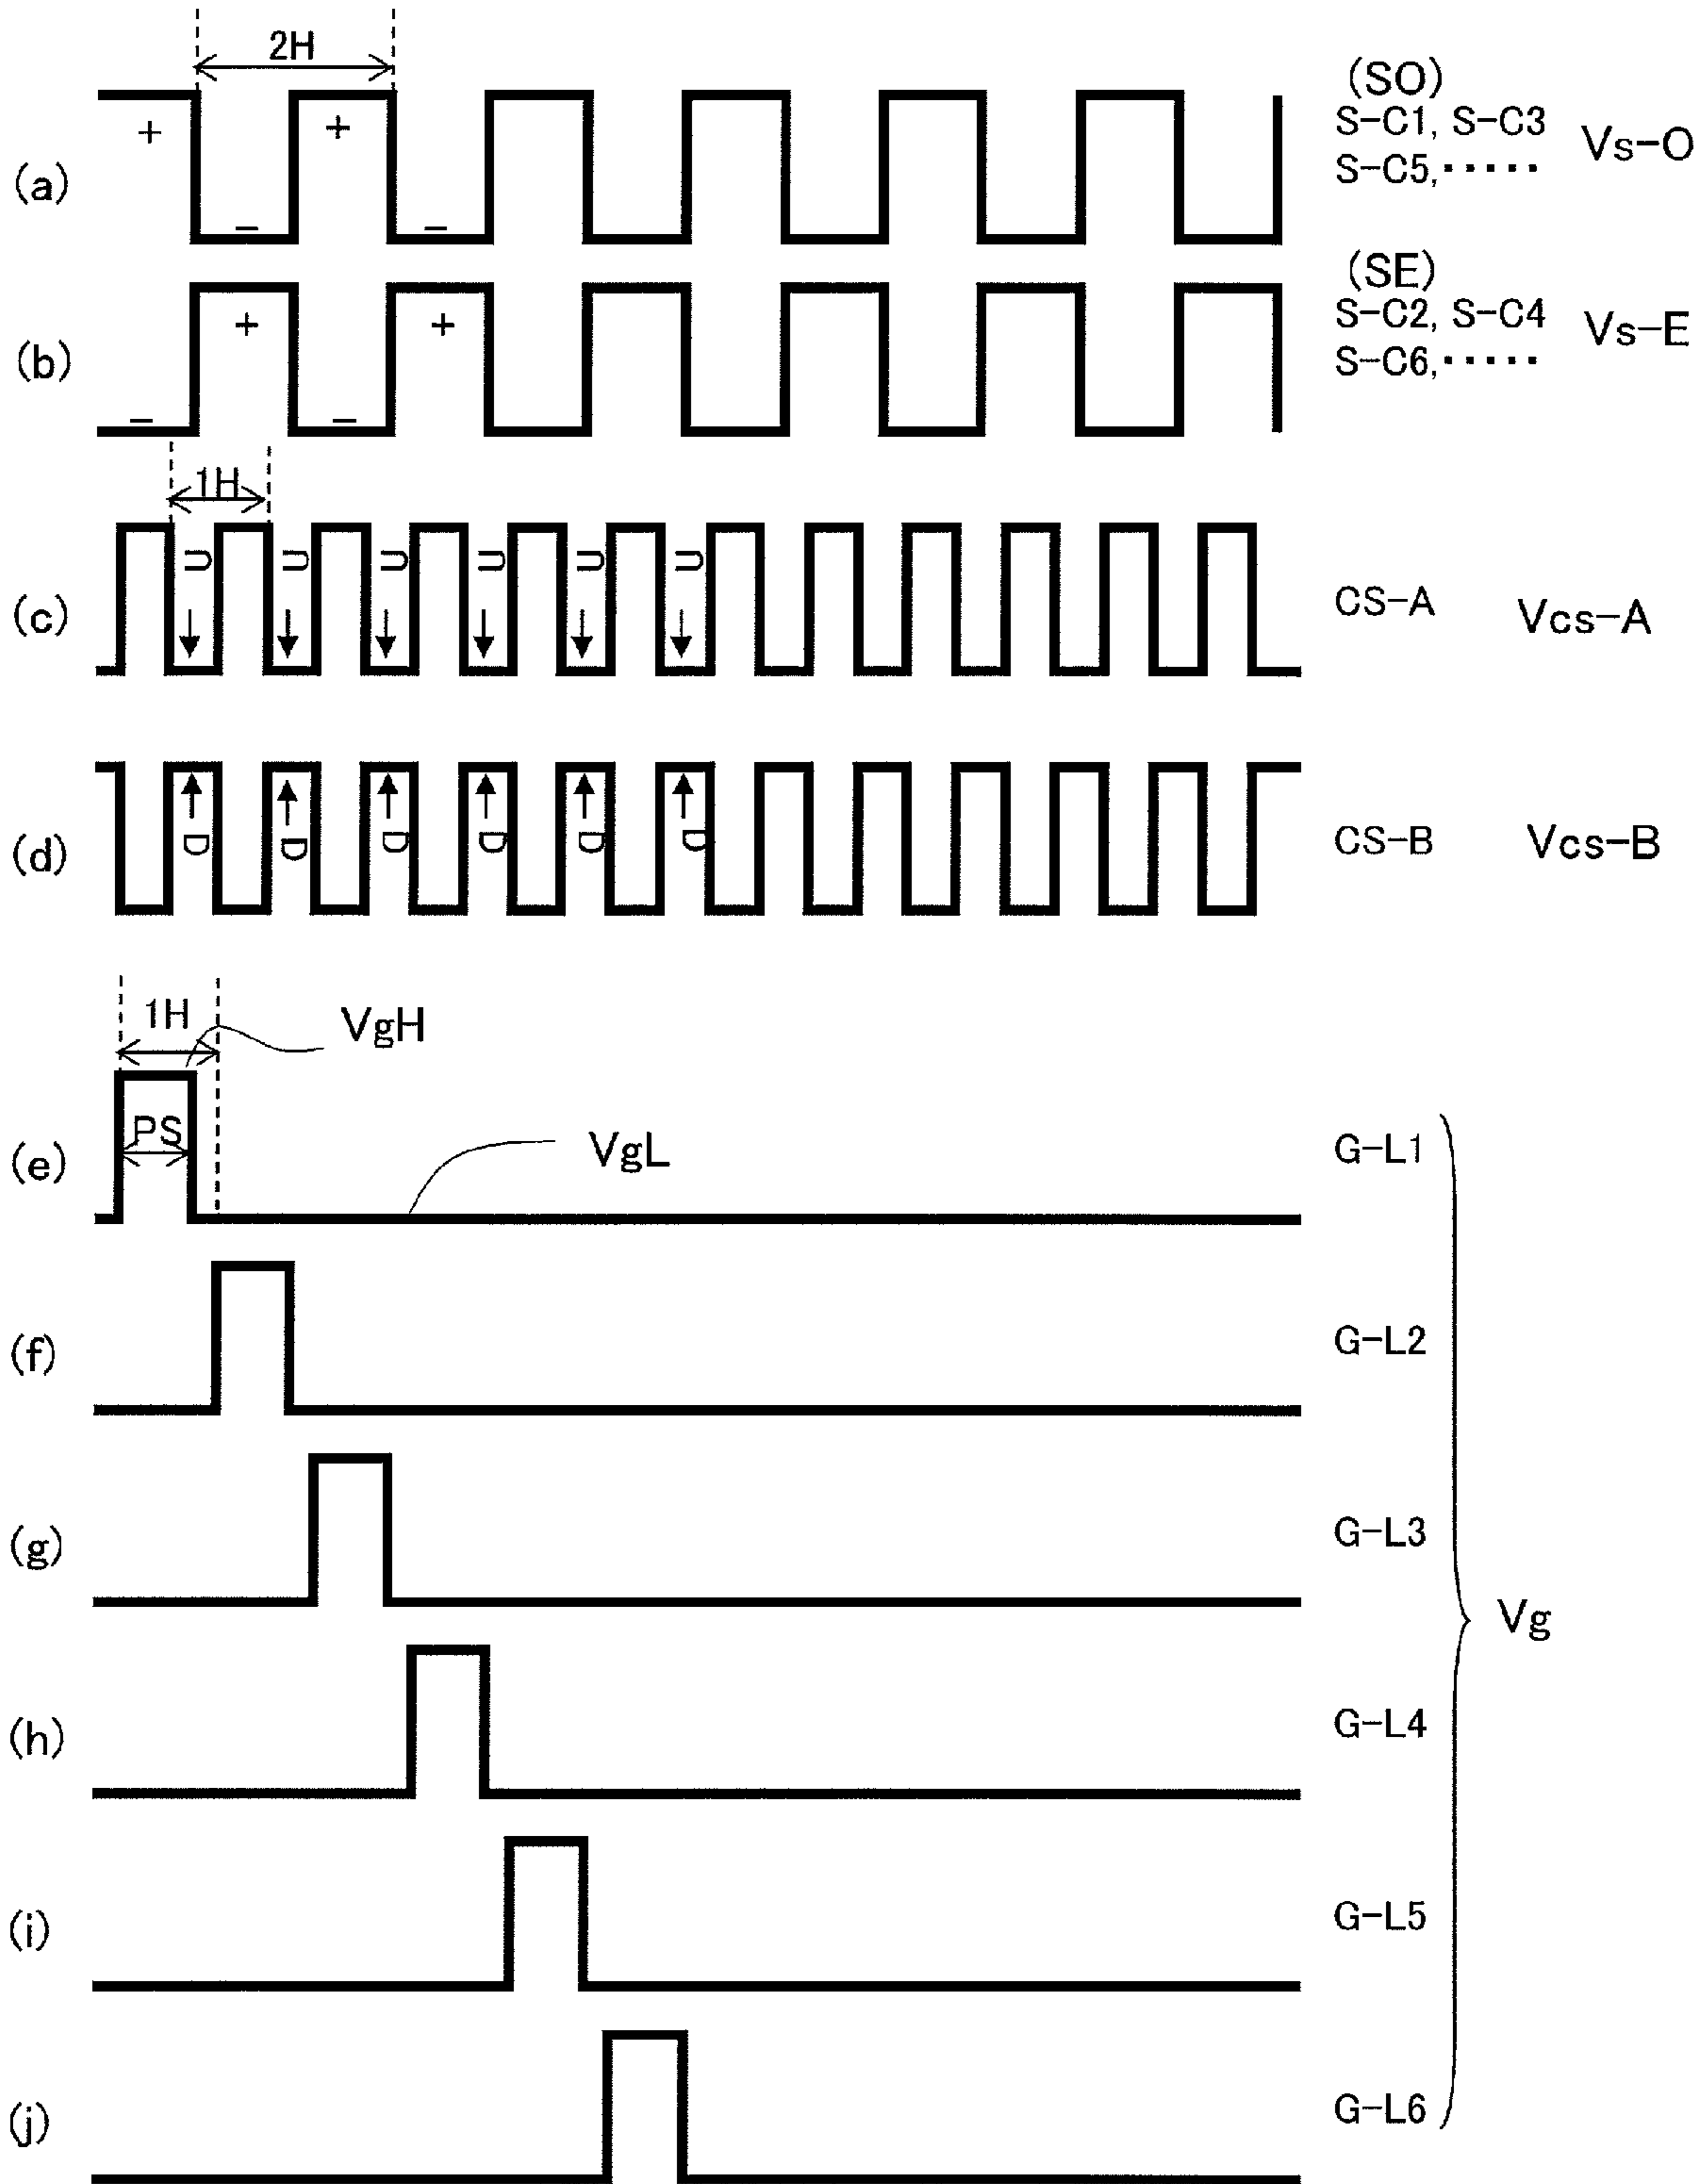 2H
(SO)
(a) + − + − S-C1, S-C3 Vs-O
S-C5,·····
(SE)
(b) − + − + S-C2, S-C4 Vs-E
S-C6,·····
1H
U U U U U U
(c) CS-A Vcs-A
D D D D D D
(d) CS-B Vcs-B
1H VgH
PS
(e) VgL G-L1
(f) G-L2
(g) G-L3
Vg
(h) G-L4
(i) G-L5
(j) G-L6